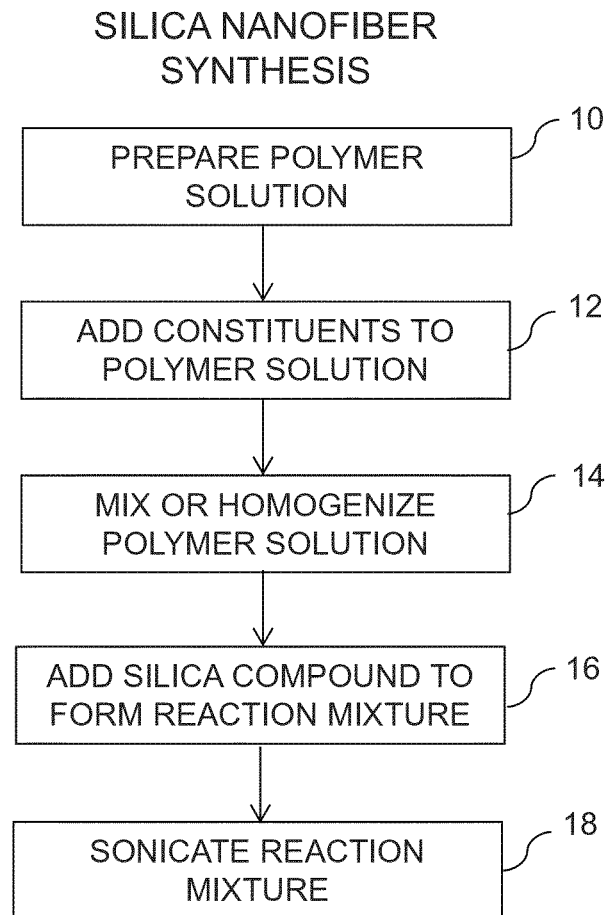 SILICA NANOFIBER
SYNTHESIS
10
PREPARE POLYMER
SOLUTION
12
ADD CONSTITUENTS TO
POLYMER SOLUTION
14
MIX OR HOMOGENIZE
POLYMER SOLUTION
16
ADD SILICA COMPOUND TO
FORM REACTION MIXTURE
18
SONICATE REACTION
MIXTURE